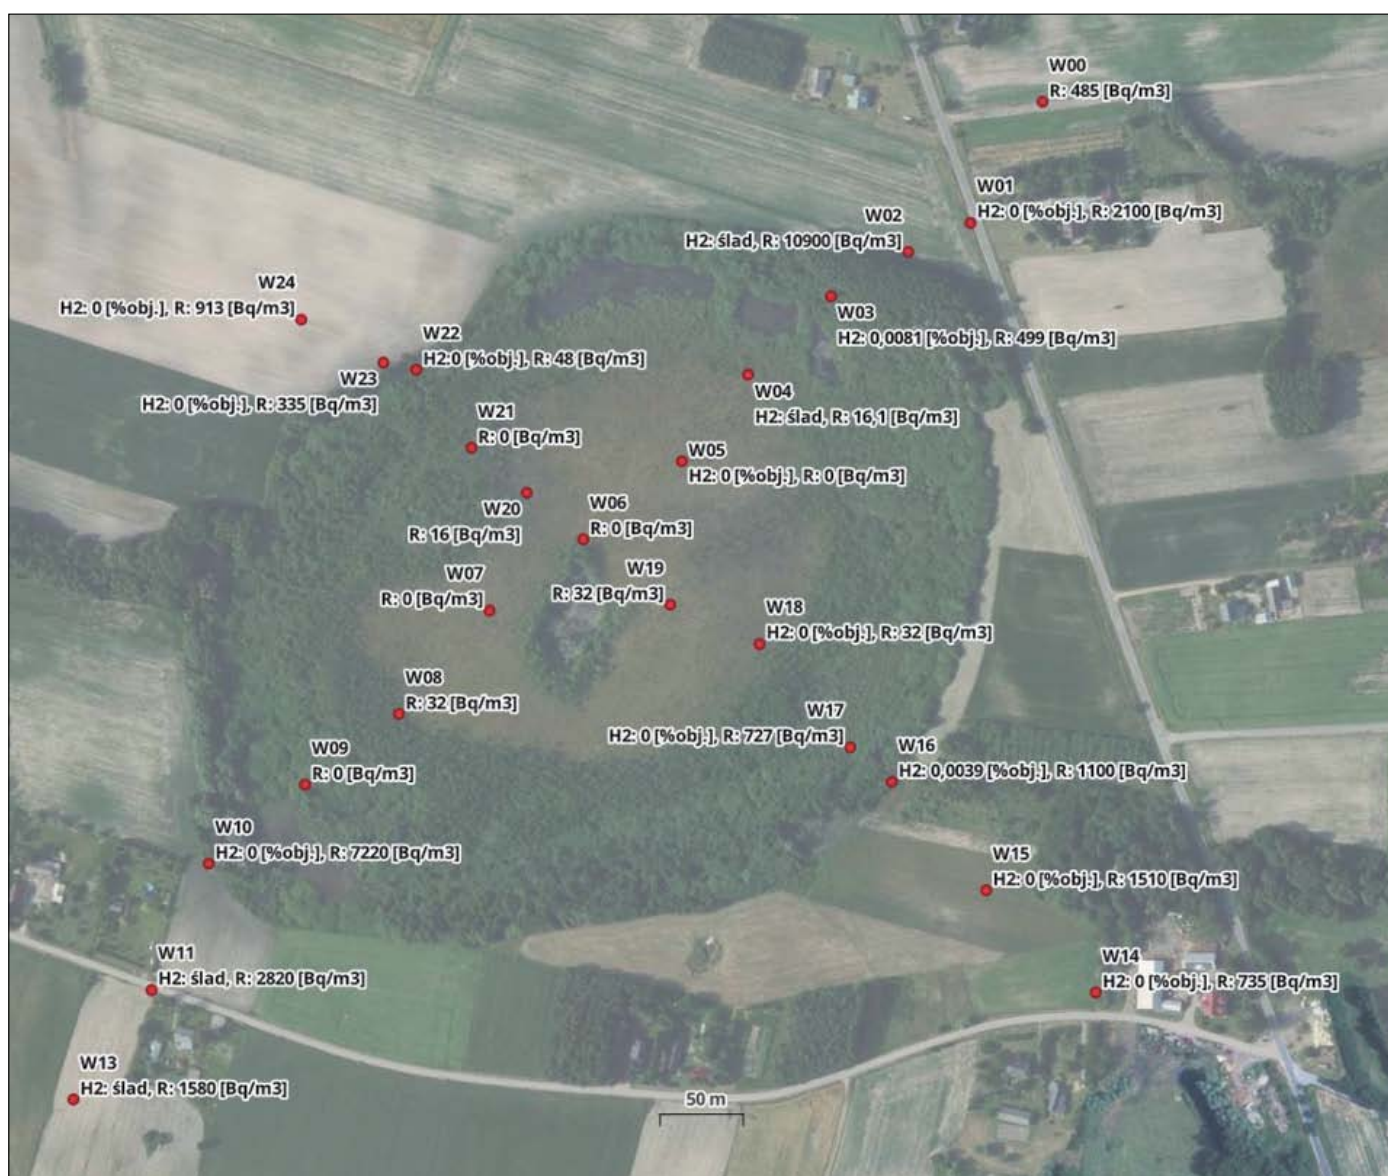 W00
R: 485 [Bq/m3]
W01
H2: 0 [%obj.], R: 2100 [Bq/m3]
W02
H2: ślad, R: 10900 [Bq/m3]
W03
H2: 0,0081 [%obj.], R: 499 [Bq/m3]
W24
H2: 0 [%obj.], R: 913 [Bq/m3]
W22
H2:0 [%obj.], R: 48 [Bq/m3]
W23
H2: 0 [%obj.], R: 335 [Bq/m3]
W04
H2: ślad, R: 16,1 [Bq/m3]
W21
R: 0 [Bq/m3]
W05
H2: 0 [%obj.], R: 0 [Bq/m3]
W20
R: 16 [Bq/m3]
W06
R: 0 [Bq/m3]
W07
R: 0 [Bq/m3]
W19
R: 32 [Bq/m3]
W18
H2: 0 [%obj.], R: 32 [Bq/m3]
W08
R: 32 [Bq/m3]
W17
H2: 0 [%obj.], R: 727 [Bq/m3]
W16
H2: 0,0039 [%obj.], R: 1100 [Bq/m3]
W09
R: 0 [Bq/m3]
W10
H2: 0 [%obj.], R: 7220 [Bq/m3]
W15
H2: 0 [%obj.], R: 1510 [Bq/m3]
W11
H2: ślad, R: 2820 [Bq/m3]
W14
H2: 0 [%obj.], R: 735 [Bq/m3]
W13
H2: ślad, R: 1580 [Bq/m3]
50 m